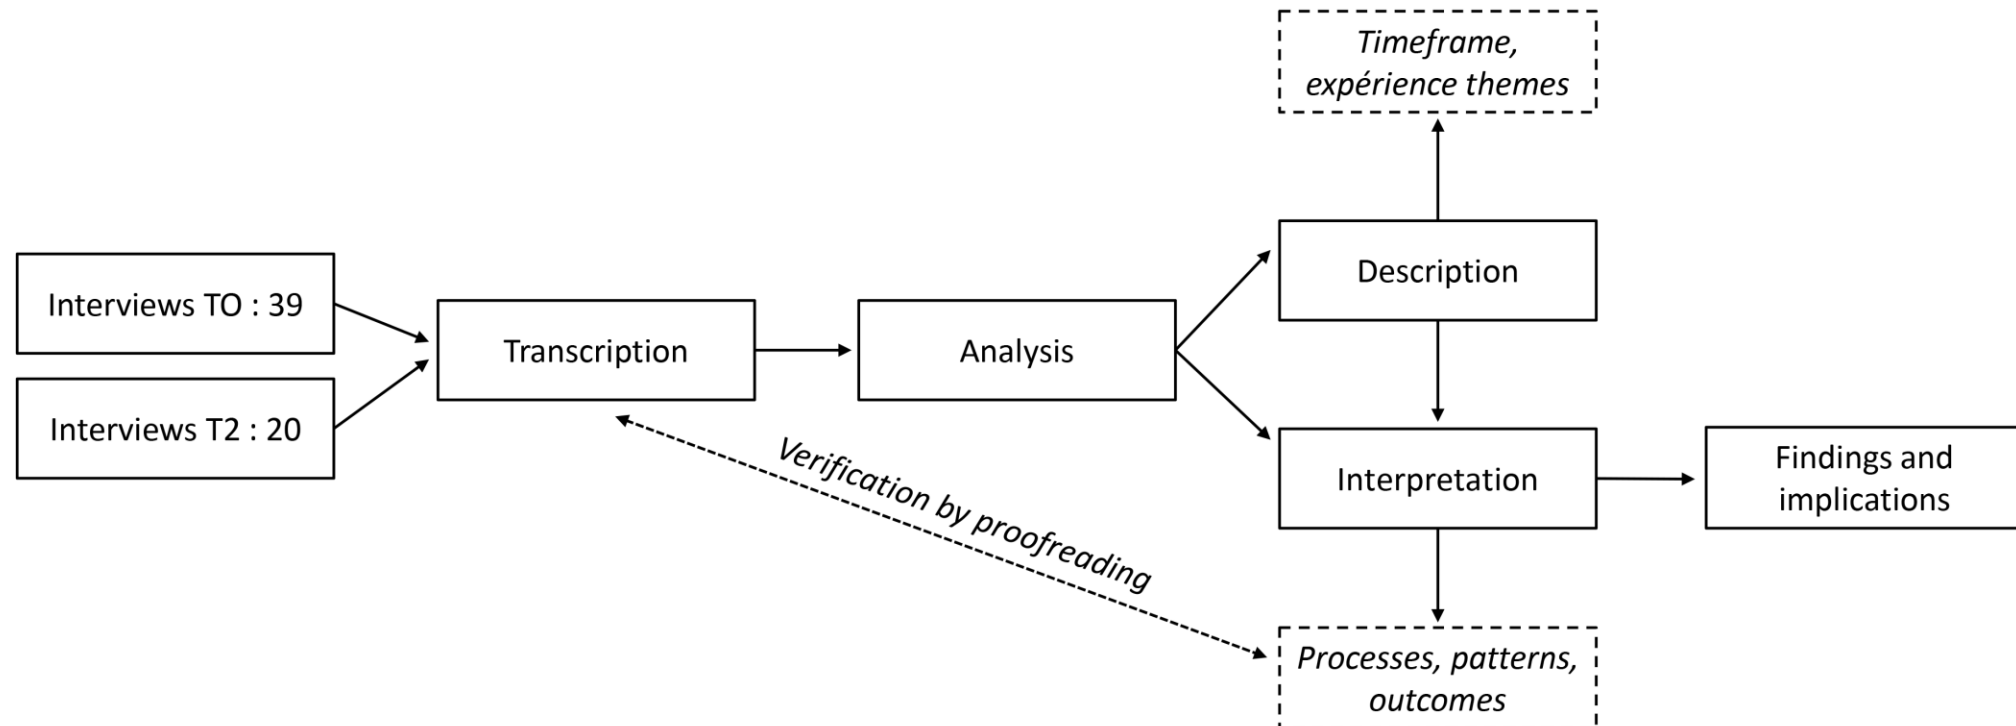 Timeframe,
expérience themes
Description
Interviews TO : 39
Transcription
Analysis
Interviews T2 : 20
Verification by proofreading
Interpretation
Findings and
implications
Processes, patterns,
outcomes